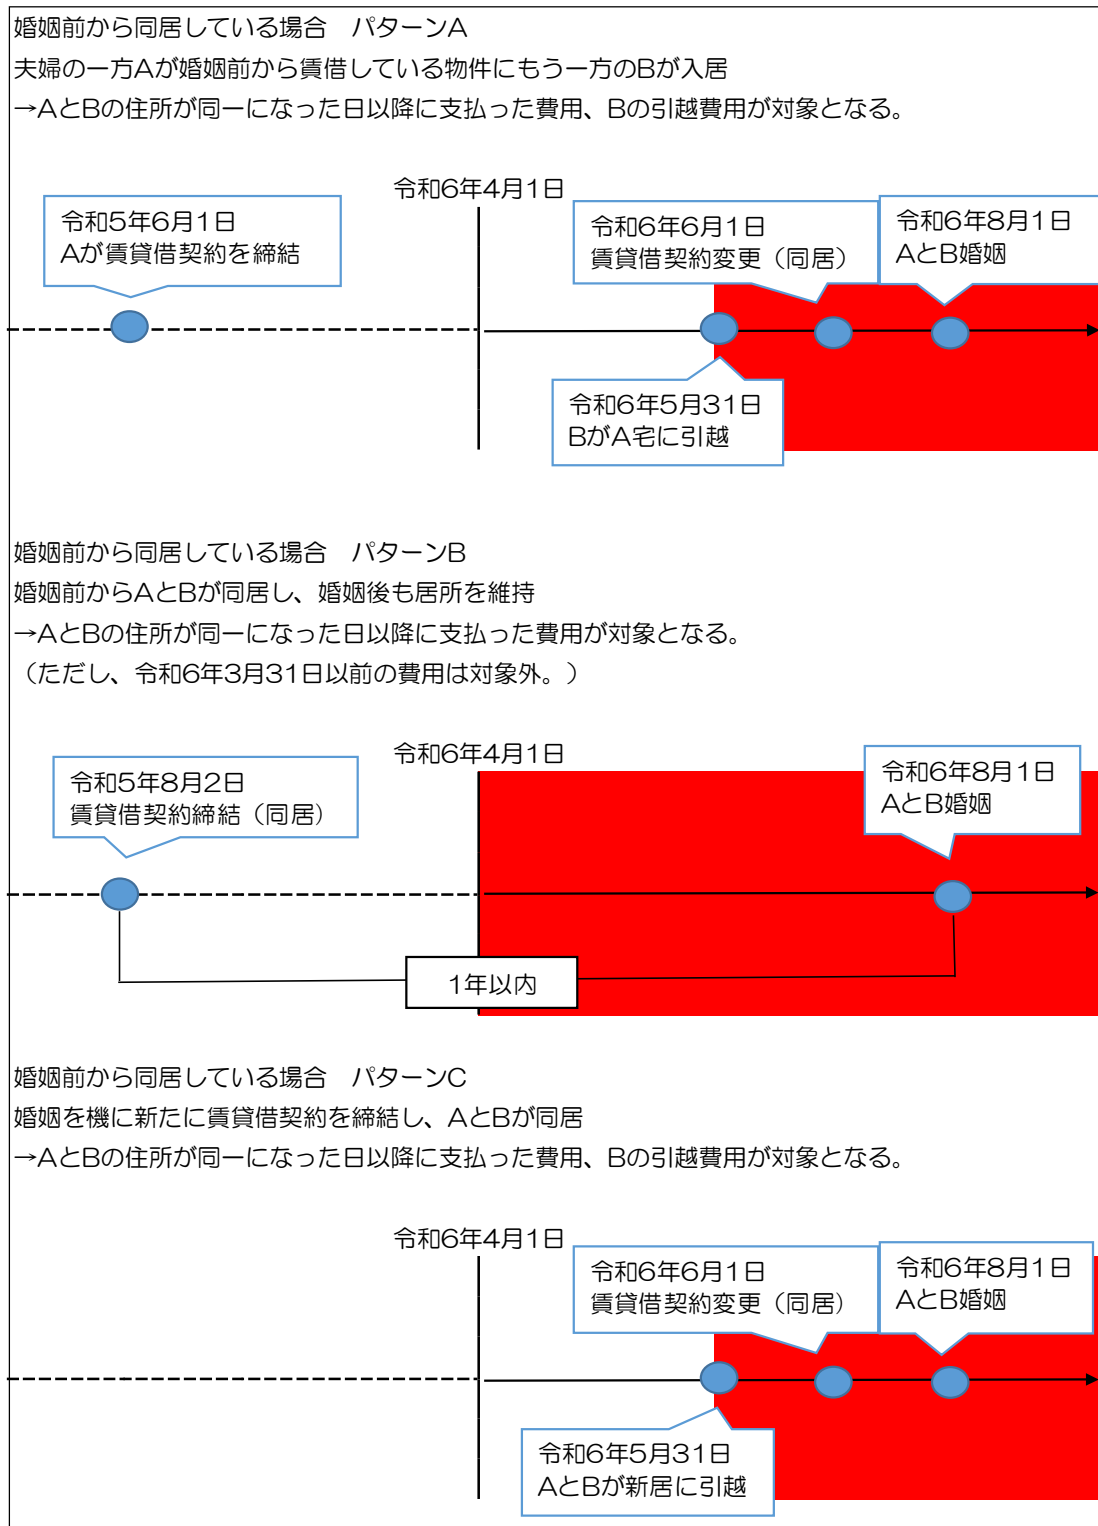 婚姻前から同居している場合　パターンA
夫婦の一方Aが婚姻前から賃借している物件にもう一方のBが入居
→AとBの住所が同一になった日以降に支払った費用、Bの引越費用が対象となる。
令和6年4月1日
令和5年6月1日
Aが賃貸借契約を締結
令和6年6月1日
賃貸借契約変更（同居）
令和6年8月1日
AとB婚姻
令和6年5月31日
BがA宅に引越
婚姻前から同居している場合　パターンB
婚姻前からAとBが同居し、婚姻後も居所を維持
→AとBの住所が同一になった日以降に支払った費用が対象となる。
（ただし、令和6年3月31日以前の費用は対象外。）
令和6年4月1日
令和5年8月2日
賃貸借契約締結（同居）
令和6年8月1日
AとB婚姻
1年以内
婚姻前から同居している場合　パターンC
婚姻を機に新たに賃貸借契約を締結し、AとBが同居
→AとBの住所が同一になった日以降に支払った費用、Bの引越費用が対象となる。
令和6年4月1日
令和6年6月1日
賃貸借契約変更（同居）
令和6年8月1日
AとB婚姻
令和6年5月31日
AとBが新居に引越